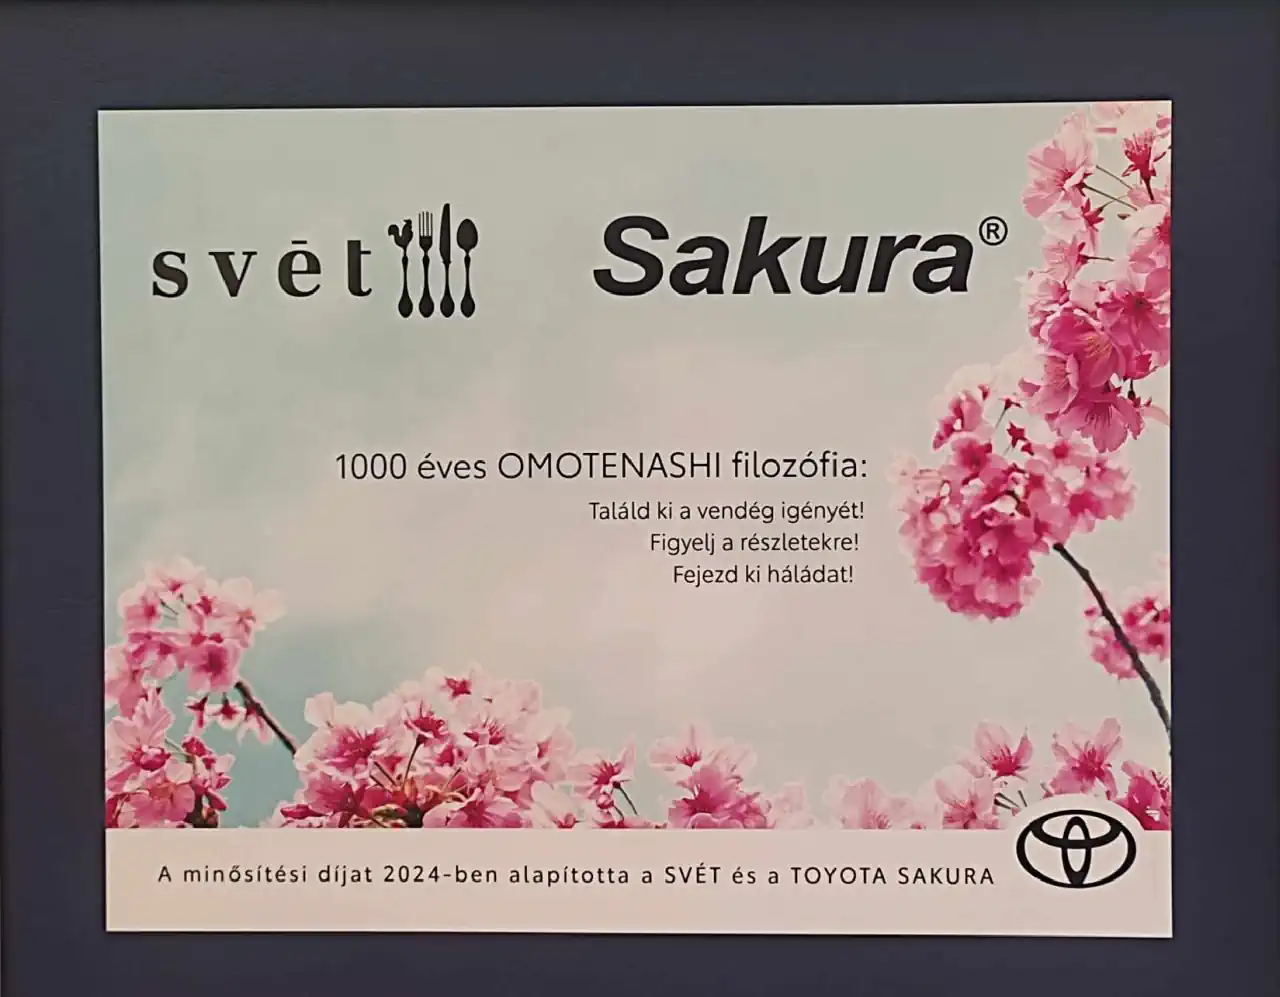 svēt
Sakura®
1000 éves OMOTENASHI filozófia:
Találd ki a vendég igényét!
Figyelj a részletekre!
Fejezd ki háládat!
A minősítési díjat 2024-ben alapította a SVÉT és a TOYOTA SAKURA